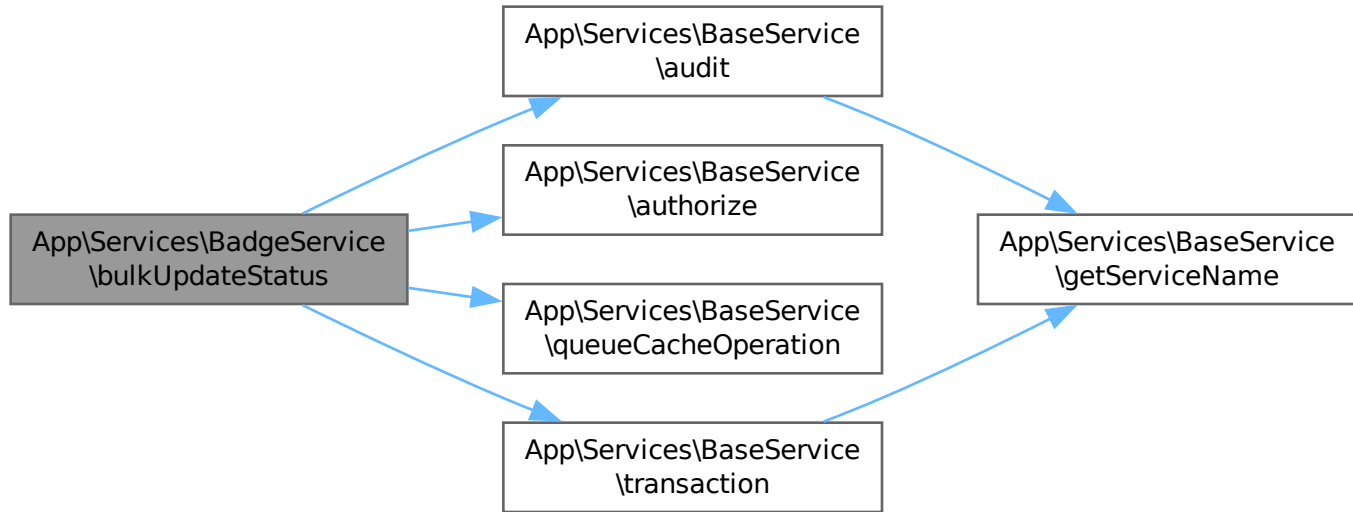 App\Services\BaseService
\audit
App\Services\BaseService
\authorize
App\Services\BadgeService
\bulkUpdateStatus
App\Services\BaseService
\getServiceName
App\Services\BaseService
\queueCacheOperation
App\Services\BaseService
\transaction